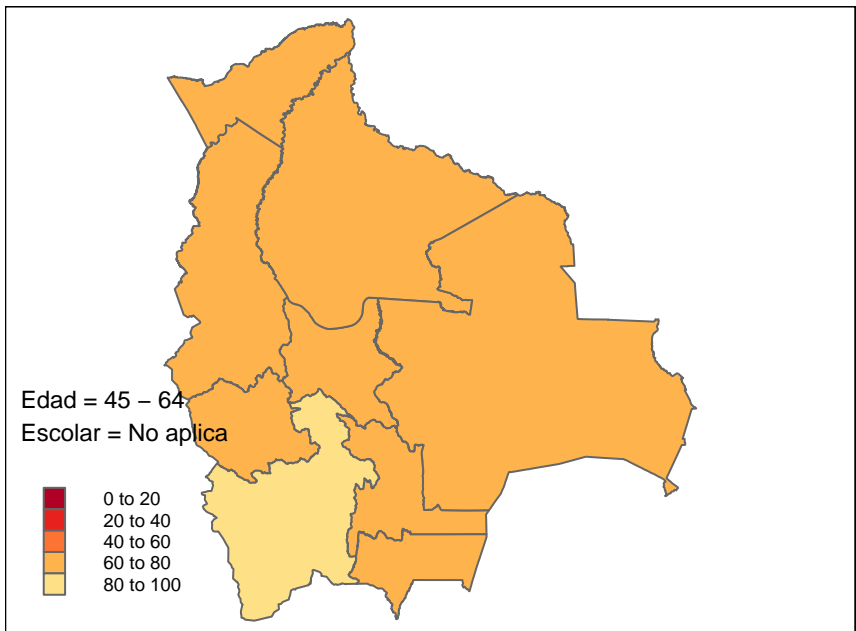 Edad = 45 – 64
Escolar = No aplica
0 to 20
20 to 40
40 to 60
60 to 80
80 to 100